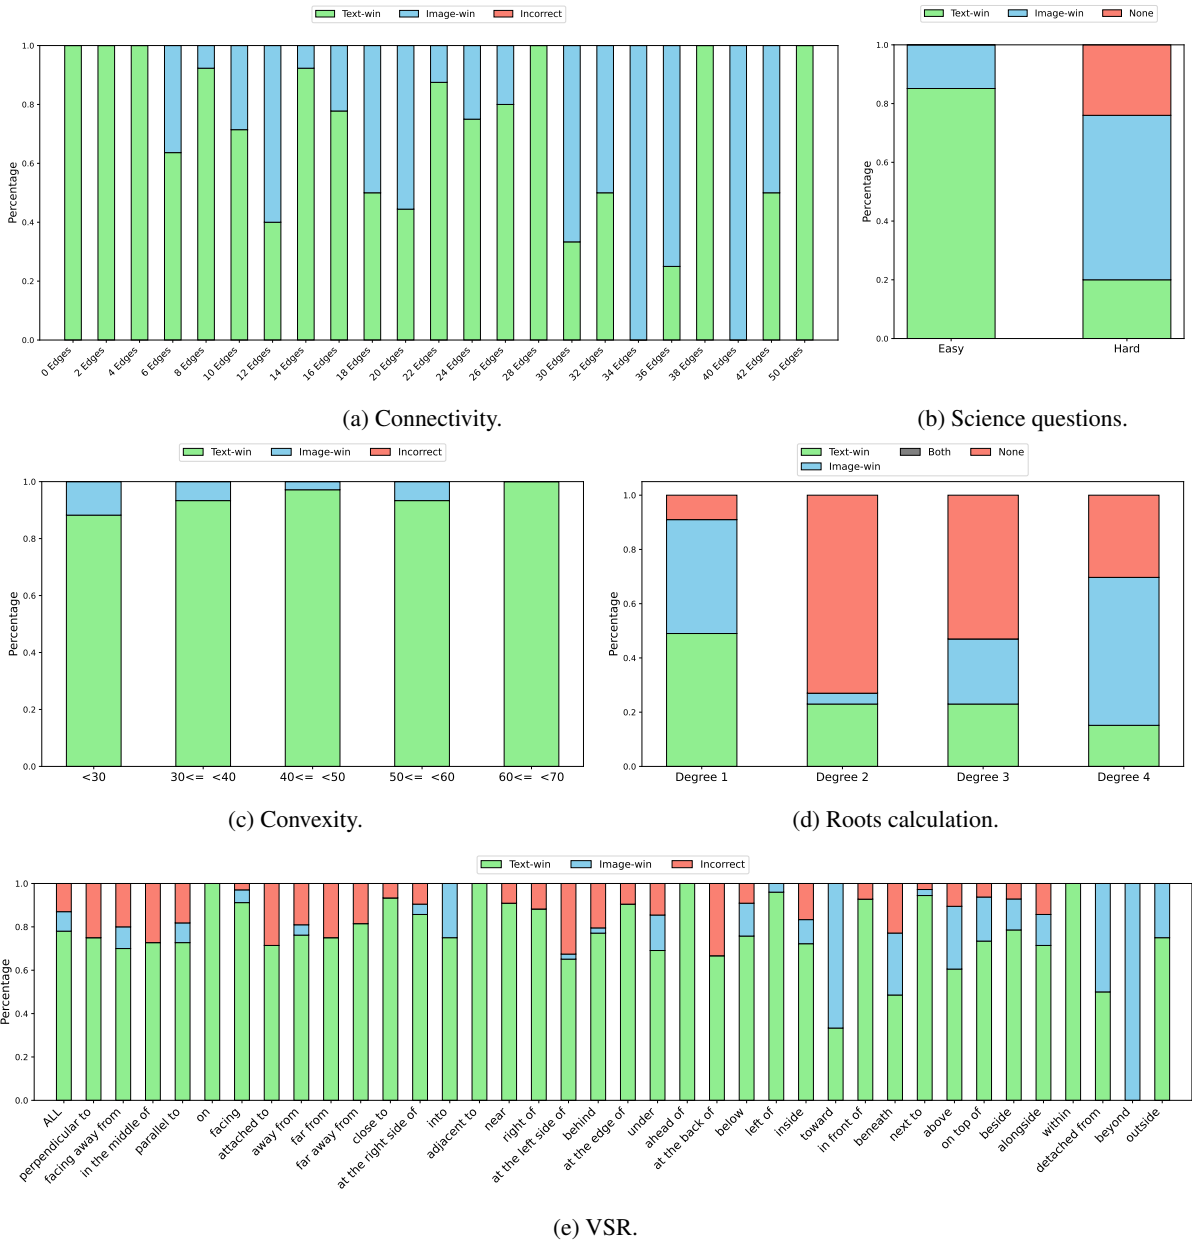 Text-win Image-win Incorrect
Percentage
1.0
0.8
0.6
0.4
0.2
0.0
0 Edges
2 Edges
4 Edges
6 Edges
8 Edges
10 Edges
12 Edges
14 Edges
16 Edges
18 Edges
20 Edges
22 Edges
24 Edges
26 Edges
28 Edges
30 Edges
32 Edges
34 Edges
36 Edges
38 Edges
40 Edges
42 Edges
50 Edges
(a) Connectivity.
Text-win Image-win None
Percentage
1.0
0.8
0.6
0.4
0.2
0.0
Easy Hard
(b) Science questions.
Text-win Image-win Incorrect
Percentage
1.0
0.8
0.6
0.4
0.2
0.0
<30 30<= <40 40<= <50 50<= <60 60<= <70
(c) Convexity.
Text-win Both None
Image-win
Percentage
1.0
0.8
0.6
0.4
0.2
0.0
Degree 1 Degree 2 Degree 3 Degree 4
(d) Roots calculation.
Text-win Image-win Incorrect
Percentage
1.0
0.8
0.6
0.4
0.2
0.0
ALL
perpendicular to
facing away from
in the middle of
parallel to
on
facing
attached to
away from
far from
far away from
close to
at the right side of
into
adjacent to
near
right of
at the left side of
behind
at the edge of
under
ahead of
at the back of
below
left of
inside
toward
in front of
beneath
next to
above
on top of
beside
alongside
within
detached from
beyond
outside
(e) VSR.